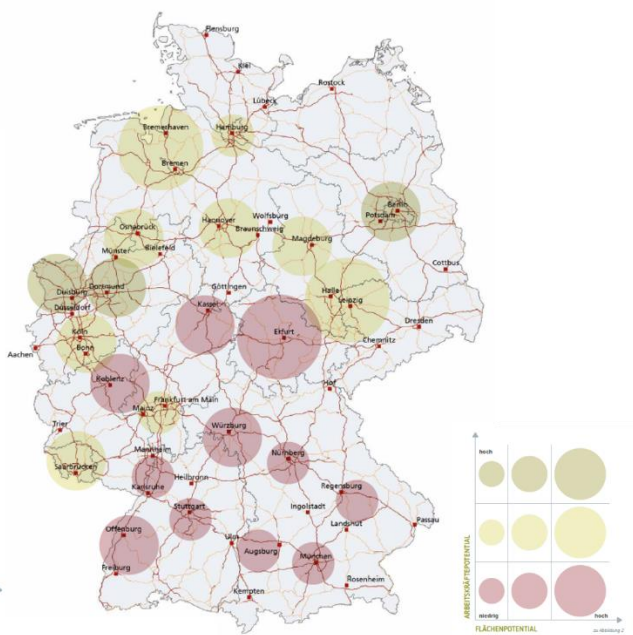 Flensburg
Kiel
Rostock
Lübeck
Bremerhaven
Hamburg
Bremen
Berlin
Potsdam
Hannover
Wolfsburg
Osnabrück
Braunschweig
Magdeburg
Münster
Bielefeld
Cottbus
Göttingen
Duisburg
Dortmund
Halle
Leipzig
Düsseldorf
Kassel
Dresden
Köln
Erfurt
Chemnitz
Aachen
Bonn
Koblenz
Hof
Frankfurt am Main
Mainz
Trier
Würzburg
Mannheim
Nürnberg
Saarbrücken
Heilbronn
Karlsruhe
Regensburg
Stuttgart
Ingolstadt
Passau
Offenburg
Landshut
Ulm
Augsburg
München
Freiburg
Rosenheim
Kempten
hoch
ARBEITSKRÄFTEPOTENTIAL
niedrig
hoch
FLÄCHENPOTENTIAL